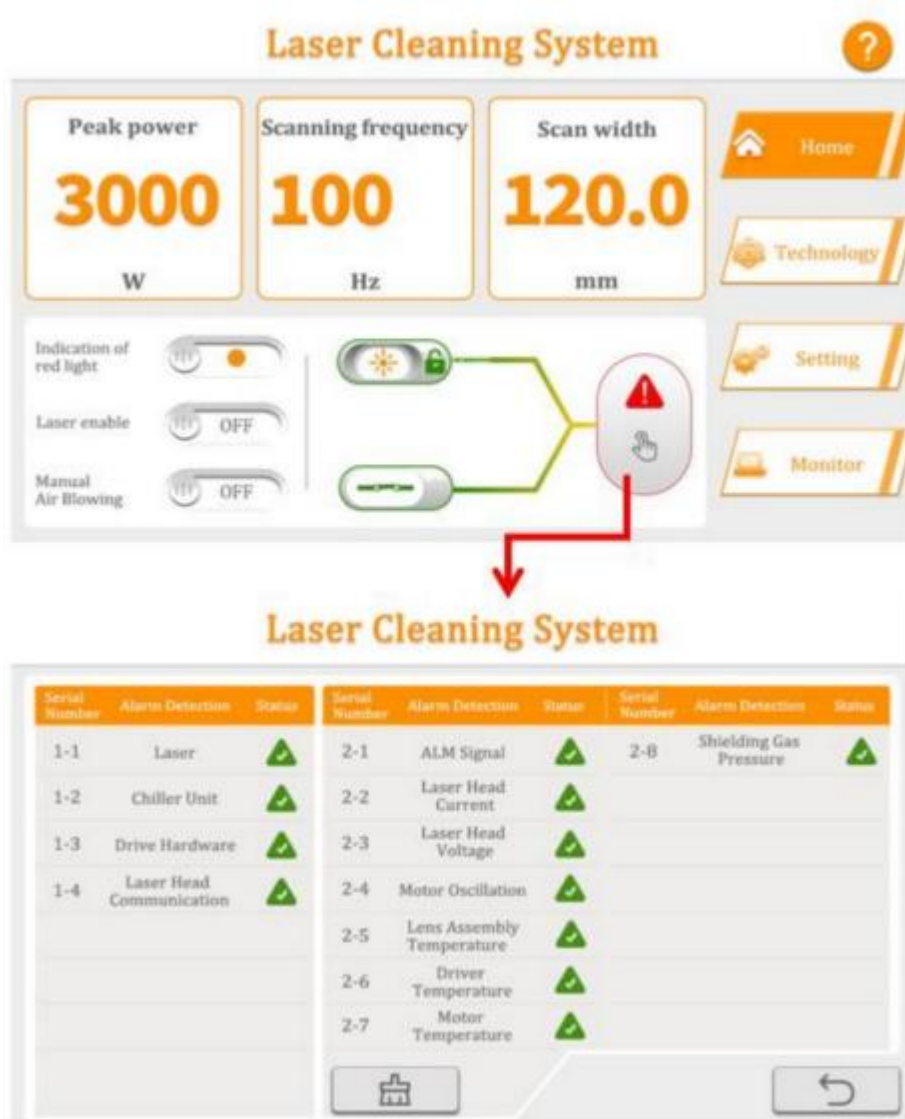 Laser Cleaning System
?
Peak power
3000
W
Scanning frequency
100
Hz
Scan width
120.0
mm
Home
Technology
Setting
Monitor
Indication of
red light
Laser enable
OFF
Manual
Air Blowing
OFF
Laser Cleaning System
Serial
Number
Alarm Detection
Status
1-1 Laser
1-2 Chiller Unit
1-3 Drive Hardware
1-4 Laser Head
Communication
Serial
Number
Alarm Detection
Status
2-1 ALM Signal
2-2 Laser Head
Current
2-3 Laser Head
Voltage
2-4 Motor Oscillation
2-5 Lens Assembly
Temperature
2-6 Driver
Temperature
2-7 Motor
Temperature
Serial
Number
Alarm Detection
Status
2-8 Shielding Gas
Pressure